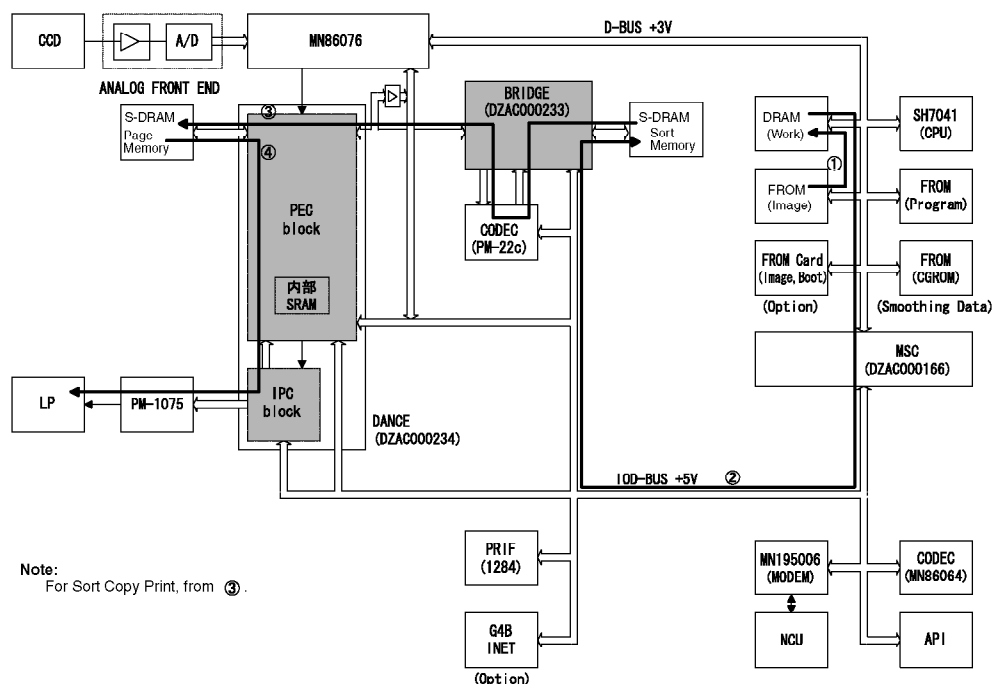 D-BUS +3V
CCD
A/D
MN86076
ANALOG FRONT END
S-DRAM
Page
Memory
③
④
BRIDGE
(DZAC000233)
S-DRAM
Sort
Memory
DRAM
(Work)
SH7041
(CPU)
①
PEC
block
CODEC
(PM-22c)
FROM
(Image)
FROM
(Program)
内部
SRAM
FROM Card
(Image, Boot)
(Option)
FROM
(CGROM)
(Smoothing Data)
MSC
(DZAC000166)
LP
PM-1075
IPC
block
DANCE
(DZAC000234)
IOD-BUS +5V
②
PRIF
(1284)
MN195006
(MODEM)
CODEC
(MN86064)
Note:
For Sort Copy Print, from ③.
G4B
INET
(Option)
NCU
API